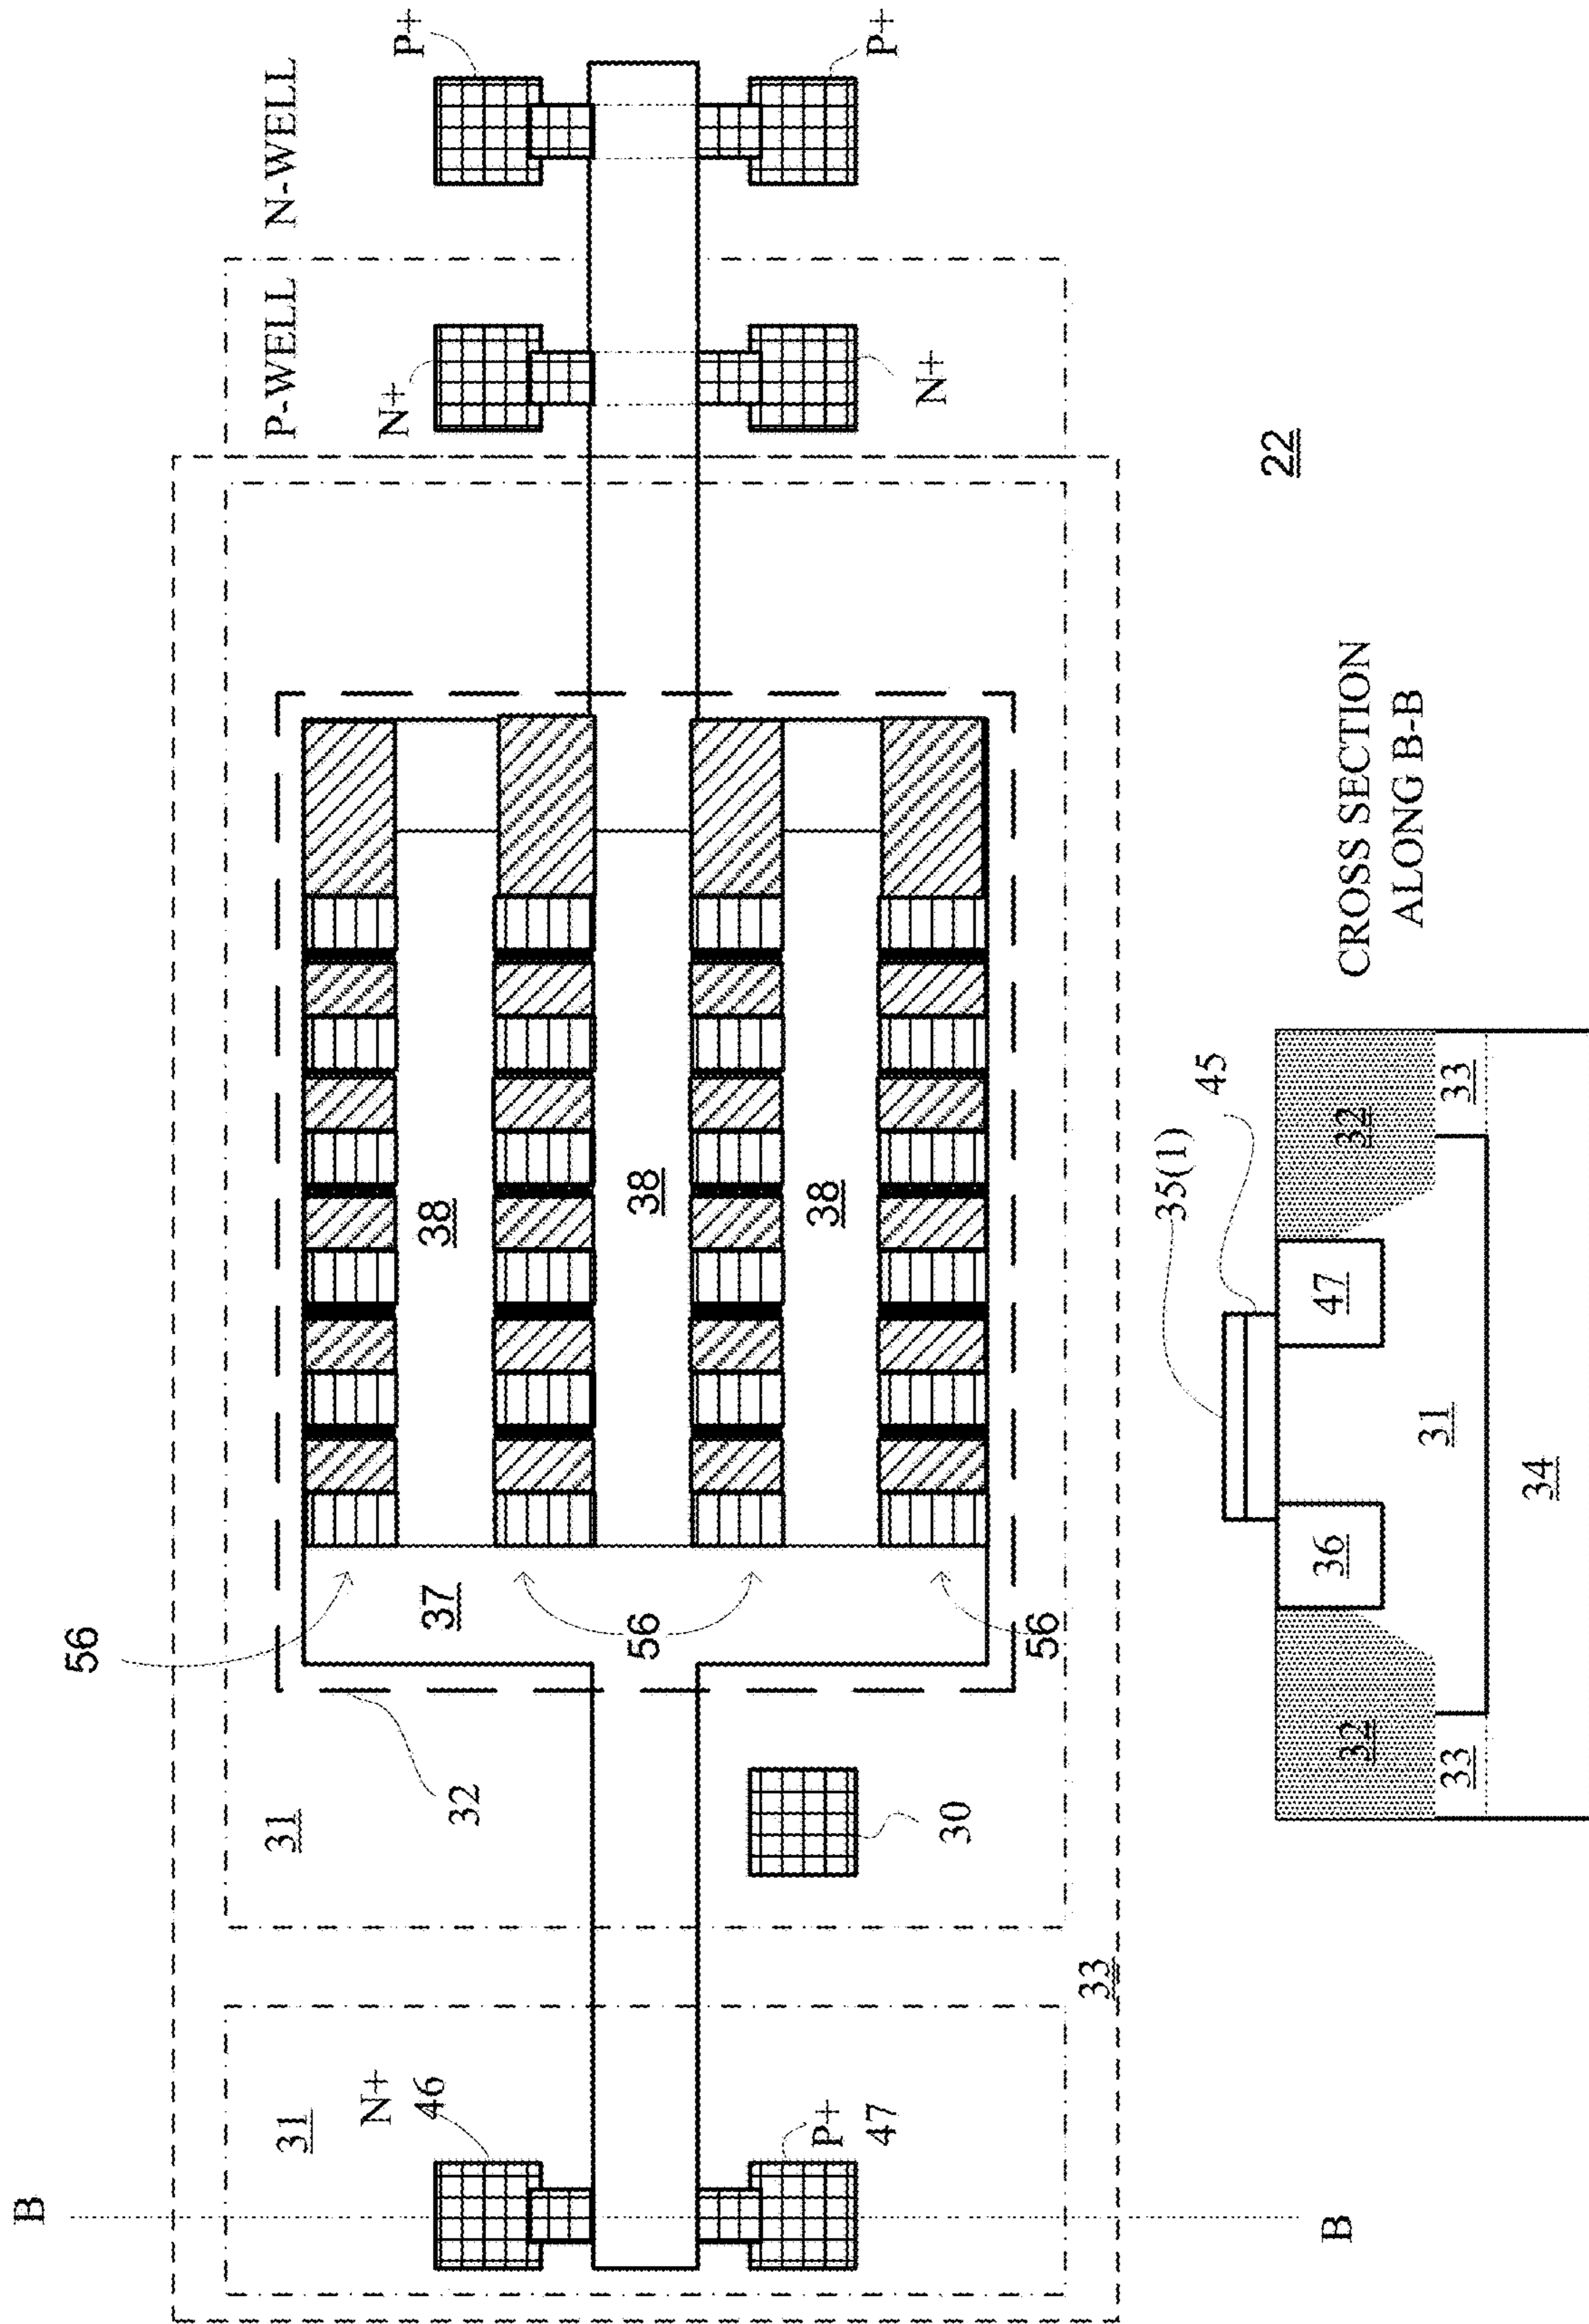 P-WELL
N-WELL
P+
N+
P+
N+
56
38
38
38
37
56
56
32
31
30
33
31
N+
46
P+
47
B
B
22
CROSS SECTION
ALONG B-B
35(1)
45
32
36
47
32
31
33
33
34